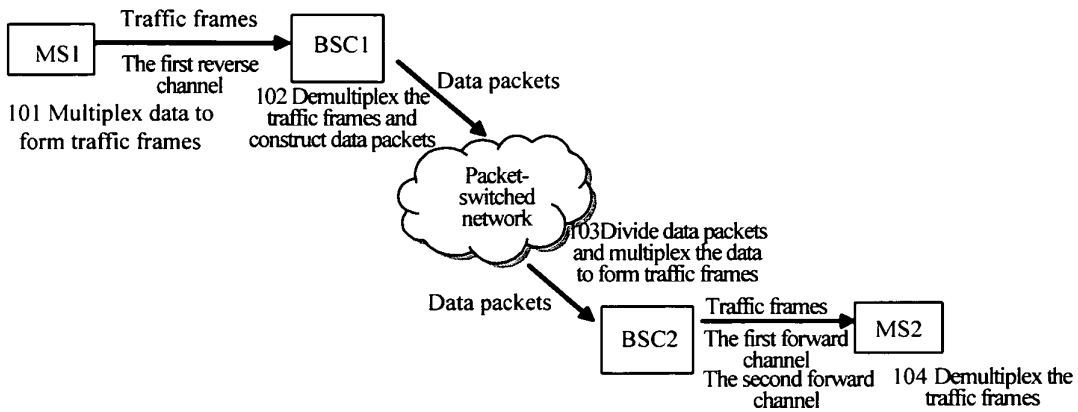 Traffic frames
MS1
BSC1
The first reverse
channel
101 Multiplex data to
form traffic frames
102 Demultiplex the
traffic frames and
construct data packets
Data packets
Packet-
switched
network
103Divide data packets
and multiplex the data
to form traffic frames
Data packets
BSC2
Traffic frames
The first forward
channel
The second forward
channel
MS2
104 Demultiplex the
traffic frames